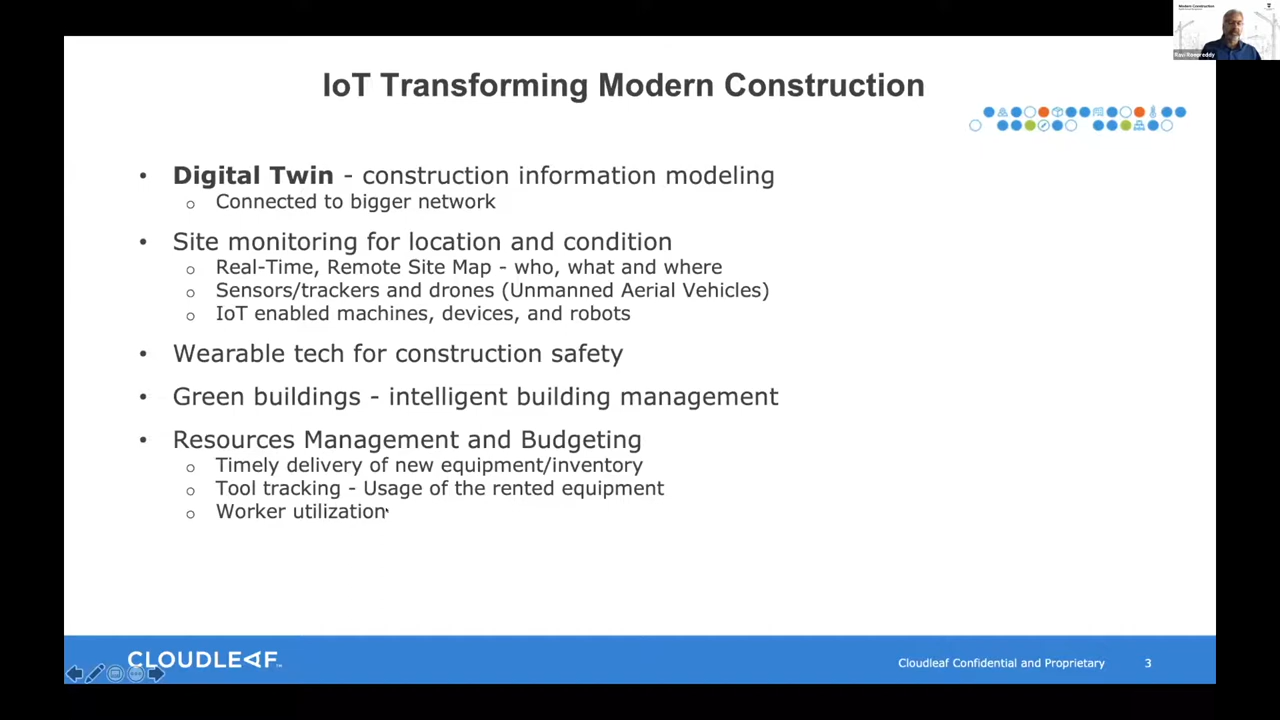 IoT Transforming Modern Construction
• Digital Twin - construction information modeling
o Connected to bigger network
• Site monitoring for location and condition
o Real-Time, Remote Site Map - who, what and where
o Sensors/trackers and drones (Unmanned Aerial Vehicles)
o IoT enabled machines, devices, and robots
• Wearable tech for construction safety
• Green buildings - intelligent building management
• Resources Management and Budgeting
o Timely delivery of new equipment/inventory
o Tool tracking - Usage of the rented equipment
o Worker utilization
CLOUDLEAF™
Cloudleaf Confidential and Proprietary 3
Modern Construction